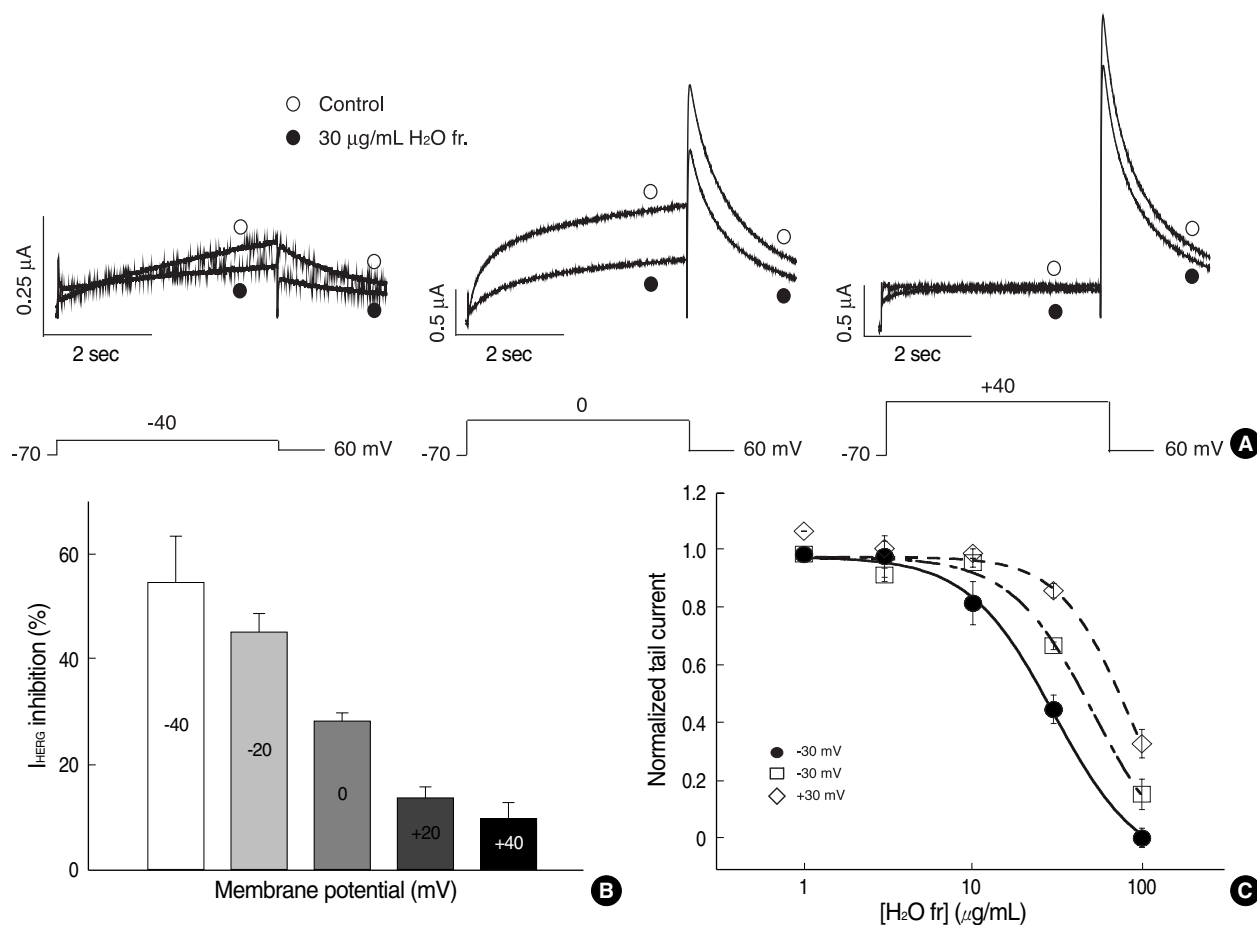 Control
30 μg/mL H₂O fr.
0.25 μA
2 sec
0.5 μA
2 sec
0.5 μA
2 sec
-70
-40
60 mV
-70
0
60 mV
-70
+40
60 mV
A
I_HERG inhibition (%)
60
40
20
0
-40
-20
0
+20
+40
Membrane potential (mV)
B
Normalized tail current
1.2
1.0
0.8
0.6
0.4
0.2
0
-30 mV
-30 mV
+30 mV
1
10
100
[H₂O fr] (μg/mL)
C